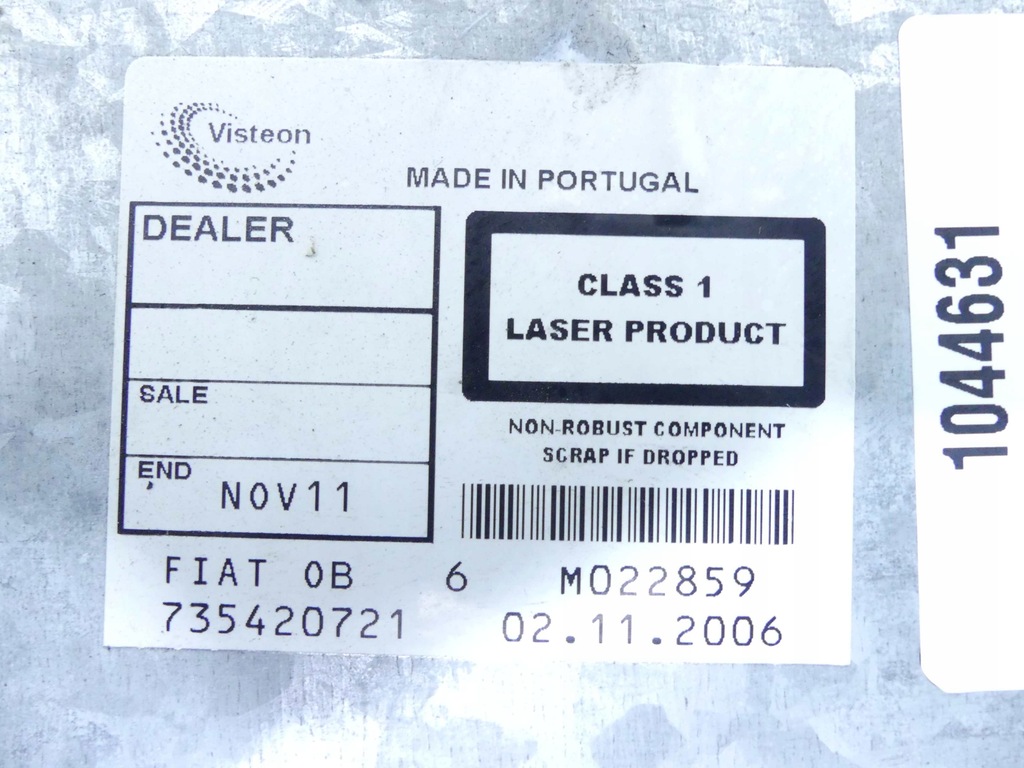 Visteon
MADE IN PORTUGAL
DEALER
CLASS 1
LASER PRODUCT
SALE
NON-ROBUST COMPONENT
SCRAP IF DROPPED
END
NOV11
FIAT 0B 6 M022859
735420721 02.11.2006
1044631